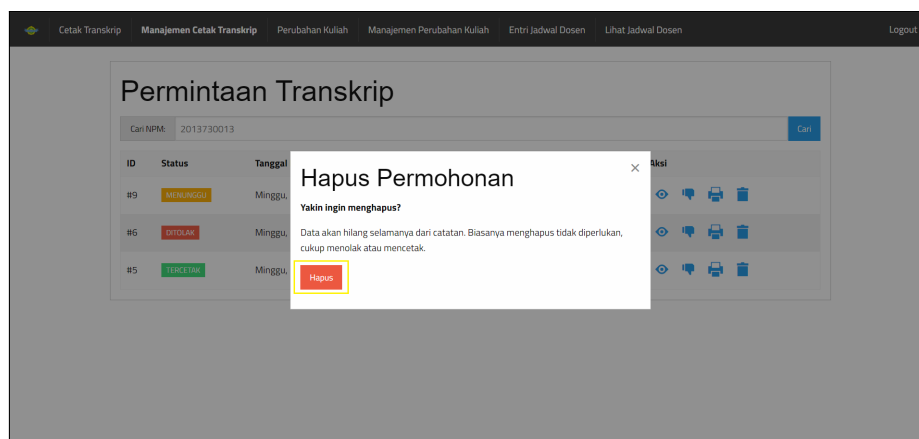 Cetak Transkrip Manajemen Cetak Transkrip Perubahan Kuliah Manajemen Perubahan Kuliah Entri Jadwal Dosen Lihat Jadwal Dosen Logout
Permintaan Transkrip
Cari NPM: 2013730013 Cari
ID Status Tanggal Aksi
#9 MENUNGGU Minggu,
#6 DITOLAK Minggu,
#5 TERCETAK Minggu,
Hapus Permohonan ×
Yakin ingin menghapus?
Data akan hilang selamanya dari catatan. Biasanya menghapus tidak diperlukan,
cukup menolak atau mencetak.
Hapus